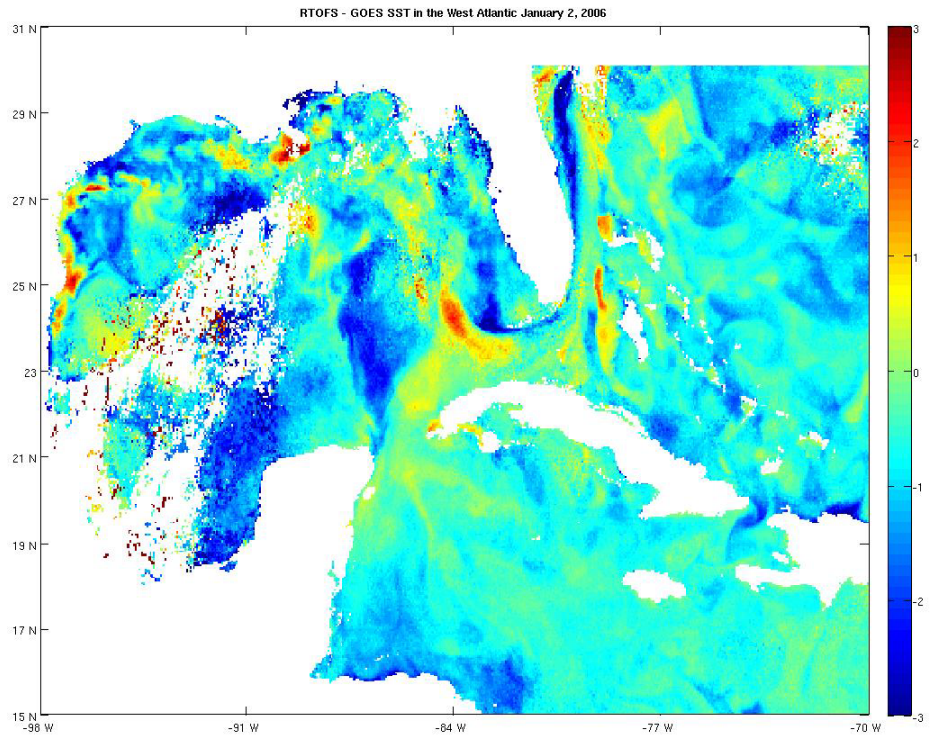 RTOFS - GOES SST in the West Atlantic January 2, 2006
31 N
29 N
27 N
25 N
23
21 N
19 N
17 N
15 N
-98 W
-91 W
-84 W
-77 W
-70 W
3
2
1
0
-1
-2
-3